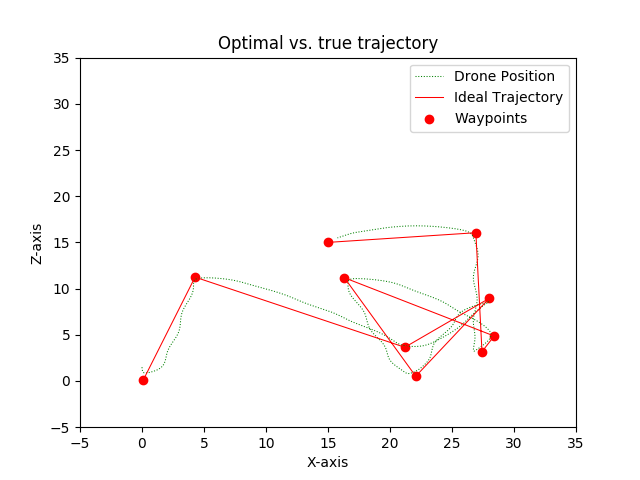 Optimal vs. true trajectory
Drone Position
Ideal Trajectory
Waypoints
35
30
25
20
15
10
5
0
−5
Z-axis
−5 0 5 10 15 20 25 30 35
X-axis